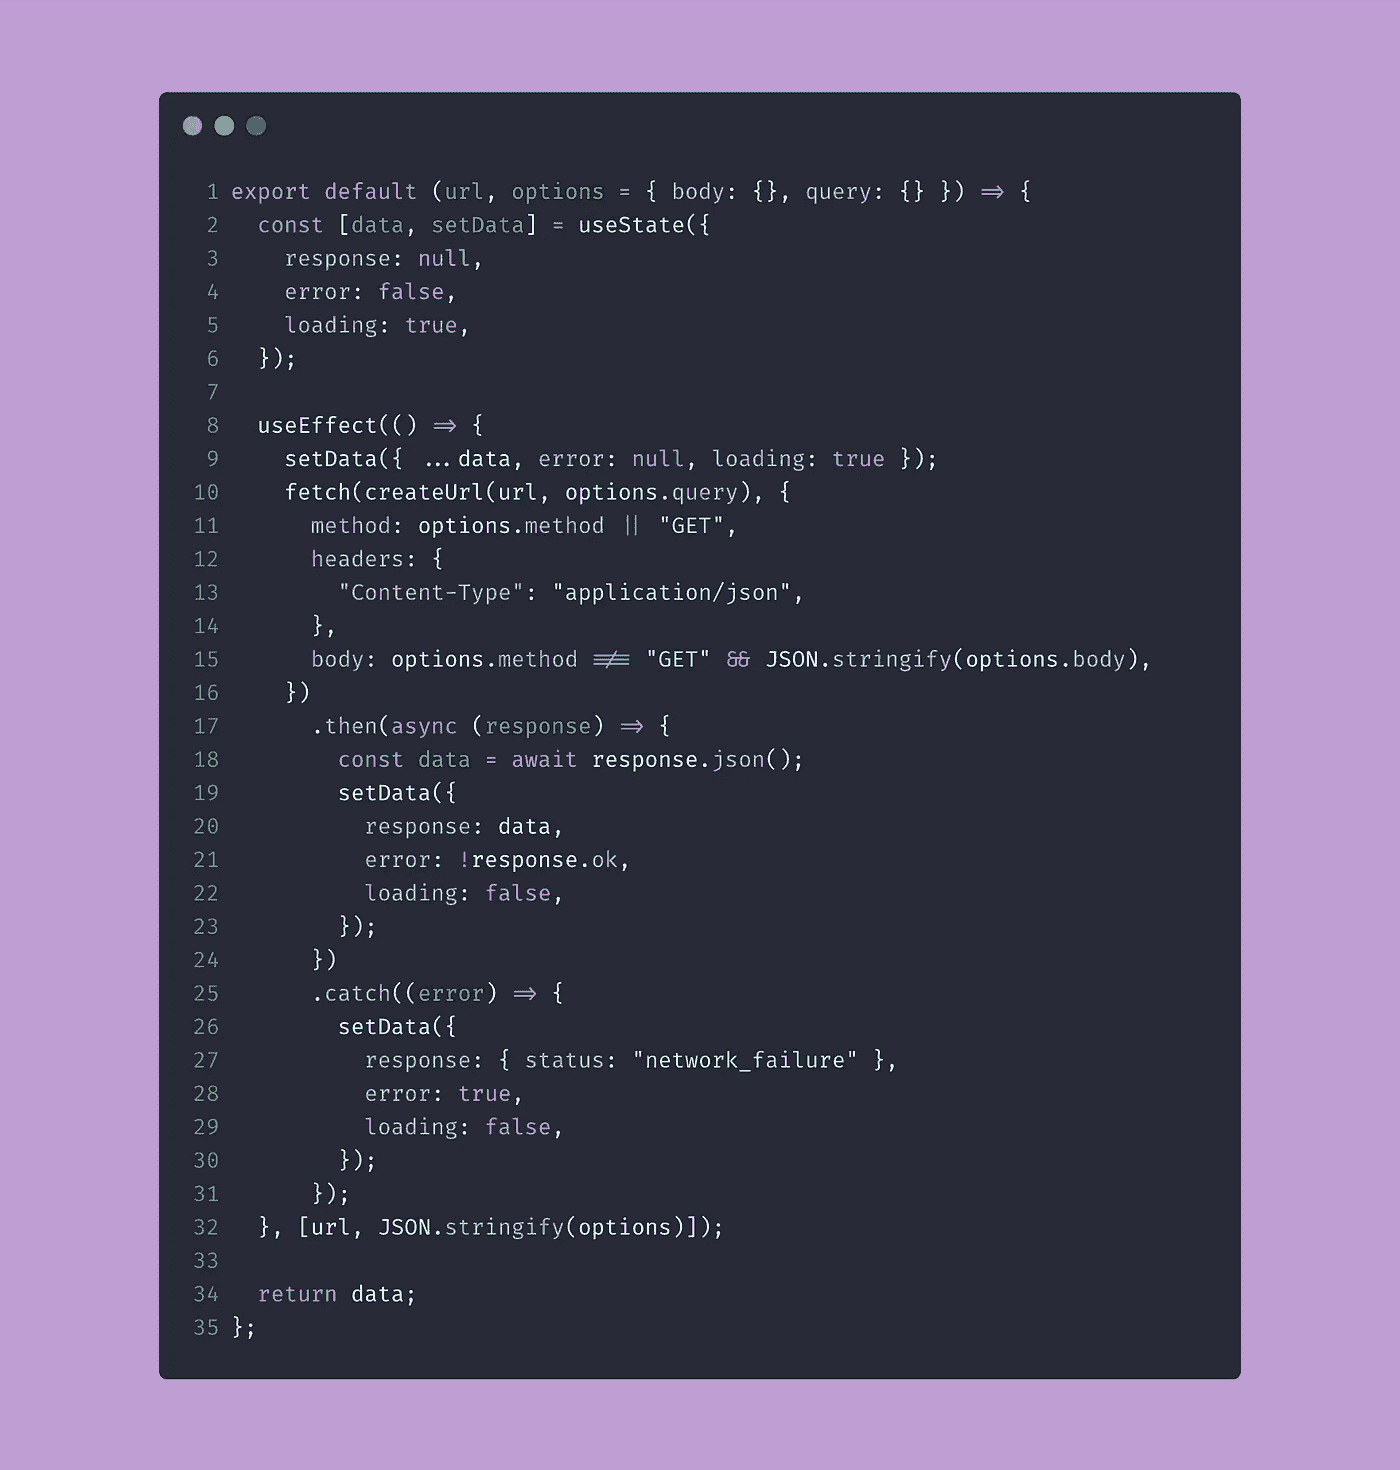 1 export default (url, options = { body: {}, query: {} }) => {
2   const [data, setData] = useState({
3     response: null,
4     error: false,
5     loading: true,
6   });
7
8   useEffect(() => {
9     setData({ ...data, error: null, loading: true });
10     fetch(createUrl(url, options.query), {
11       method: options.method || "GET",
12       headers: {
13         "Content-Type": "application/json",
14       },
15       body: options.method !== "GET" && JSON.stringify(options.body),
16     })
17       .then(async (response) => {
18         const data = await response.json();
19         setData({
20           response: data,
21           error: !response.ok,
22           loading: false,
23         });
24       })
25       .catch((error) => {
26         setData({
27           response: { status: "network_failure" },
28           error: true,
29           loading: false,
30         });
31       });
32   }, [url, JSON.stringify(options)]);
33
34   return data;
35 };